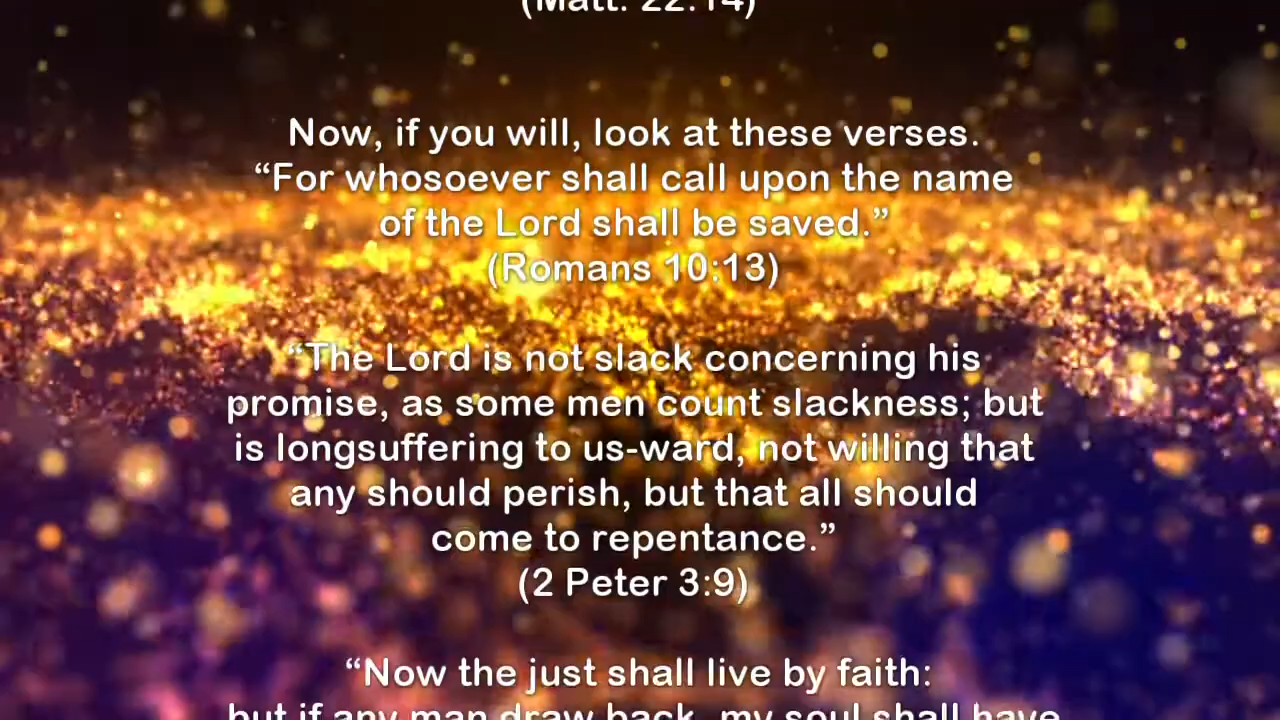 (Matt. 22:14)
Now, if you will, look at these verses.
“For whosoever shall call upon the name
of the Lord shall be saved.”
(Romans 10:13)
“The Lord is not slack concerning his
promise, as some men count slackness; but
is longsuffering to us-ward, not willing that
any should perish, but that all should
come to repentance.”
(2 Peter 3:9)
“Now the just shall live by faith:
but if any man draw back, my soul shall have